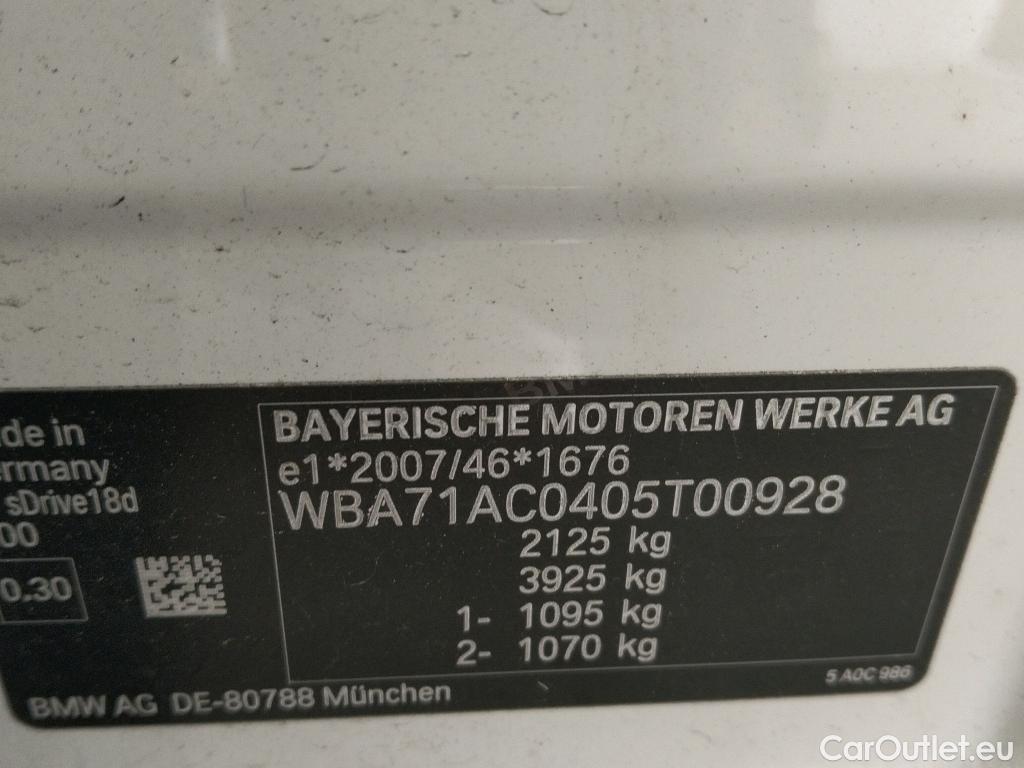 de in
ermany
sDrive18d
00
0.30
BAYERISCHE MOTOREN WERKE AG
e1*2007/46*1676
WBA71AC0405T00928
2125 kg
3925 kg
1- 1095 kg
2- 1070 kg
5 A0C 986
BMW AG DE-80788 München
CarOutlet.eu